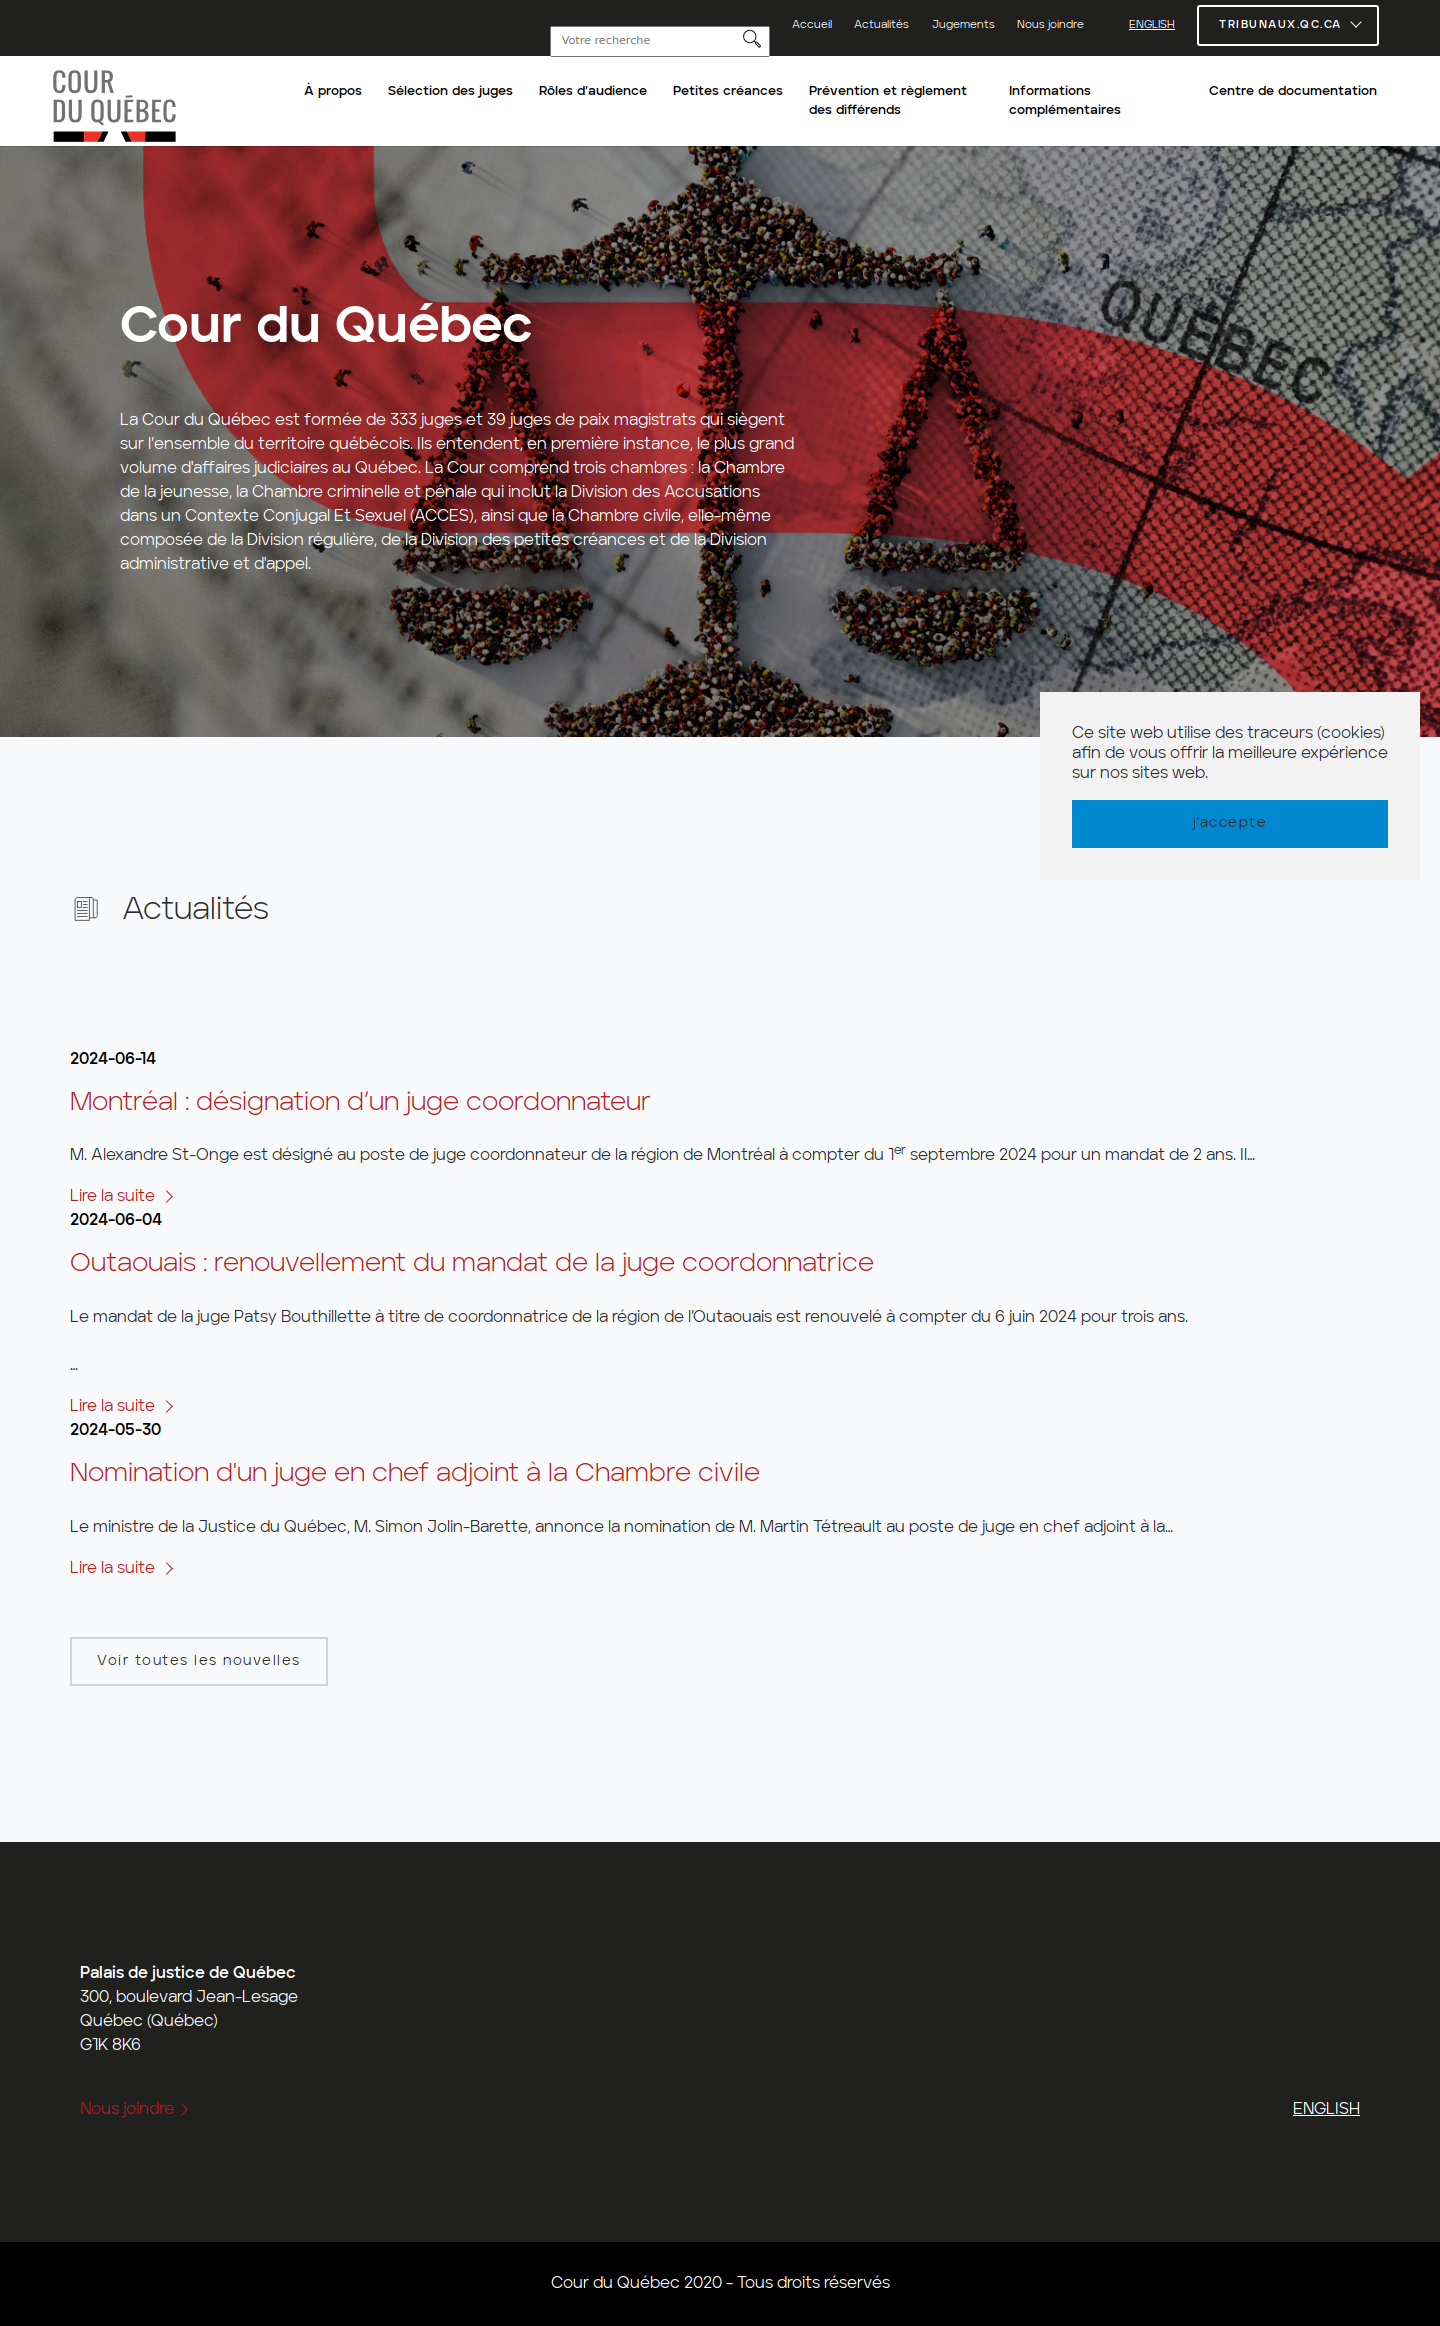 Votre recherche
Accueil
Actualités
Jugements
Nous joindre
ENGLISH
TRIBUNAUX.QC.CA
COUR
DU QUÉBEC
À propos
Sélection des juges
Rôles d’audience
Petites créances
Prévention et règlement
des différends
Informations
complémentaires
Centre de documentation
QUÉBEC
Cour du Québec
La Cour du Québec est formée de 333 juges et 39 juges de paix magistrats qui siègent
sur l’ensemble du territoire québécois. Ils entendent, en première instance, le plus grand
volume d'affaires judiciaires au Québec. La Cour comprend trois chambres : la Chambre
de la jeunesse, la Chambre criminelle et pénale qui inclut la Division des Accusations
dans un Contexte Conjugal Et Sexuel (ACCES), ainsi que la Chambre civile, elle-même
composée de la Division régulière, de la Division des petites créances et de la Division
administrative et d'appel.
Ce site web utilise des traceurs (cookies)
afin de vous offrir la meilleure expérience
sur nos sites web.
j'accepte
Actualités
2024-06-14
Montréal : désignation d’un juge coordonnateur
M. Alexandre St-Onge est désigné au poste de juge coordonnateur de la région de Montréal à compter du 1er septembre 2024 pour un mandat de 2 ans. Il...
Lire la suite
2024-06-04
Outaouais : renouvellement du mandat de la juge coordonnatrice
Le mandat de la juge Patsy Bouthillette à titre de coordonnatrice de la région de l’Outaouais est renouvelé à compter du 6 juin 2024 pour trois ans.
...
Lire la suite
2024-05-30
Nomination d'un juge en chef adjoint à la Chambre civile
Le ministre de la Justice du Québec, M. Simon Jolin-Barette, annonce la nomination de M. Martin Tétreault au poste de juge en chef adjoint à la...
Lire la suite
Voir toutes les nouvelles
Palais de justice de Québec
300, boulevard Jean-Lesage
Québec (Québec)
G1K 8K6
Nous joindre
ENGLISH
Cour du Québec 2020 - Tous droits réservés